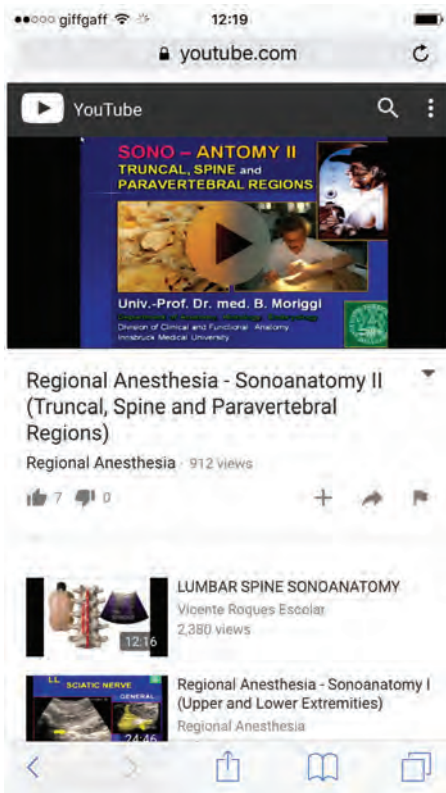 giffgaff 12:19
youtube.com
YouTube
SONO – ANTOMY II
TRUNCAL, SPINE and
PARAVERTEBRAL REGIONS
Univ.-Prof. Dr. med. B. Moriggi
Division of Clinical and Functional Anatomy
Innsbruck Medical University
Regional Anesthesia - Sonoanatomy II
(Truncal, Spine and Paravertebral
Regions)
Regional Anesthesia · 912 views
7 0
LUMBAR SPINE SONOANATOMY
Vicente Roques Escolar
2,380 views
12:16
LL SCIATIC NERVE
GENERAL
Regional Anesthesia - Sonoanatomy I
(Upper and Lower Extremities)
Regional Anesthesia
24:46